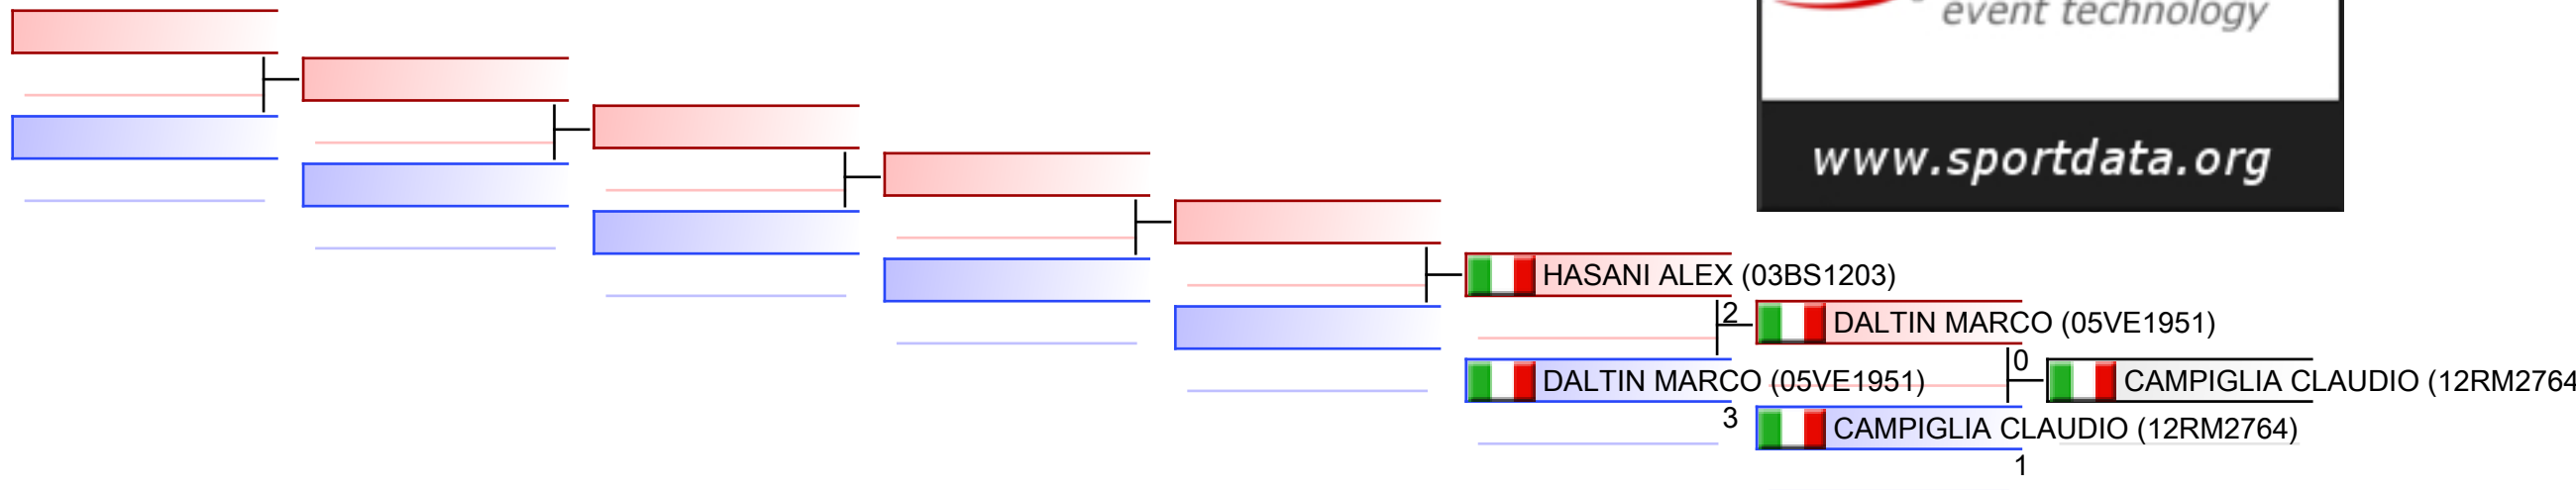 event technology
www.sportdata.org
HASANI ALEX (03BS1203)
2
DALTIN MARCO (05VE1951)
0
DALTIN MARCO (05VE1951)
CAMPIGLIA CLAUDIO (12RM2764
3
CAMPIGLIA CLAUDIO (12RM2764)
1